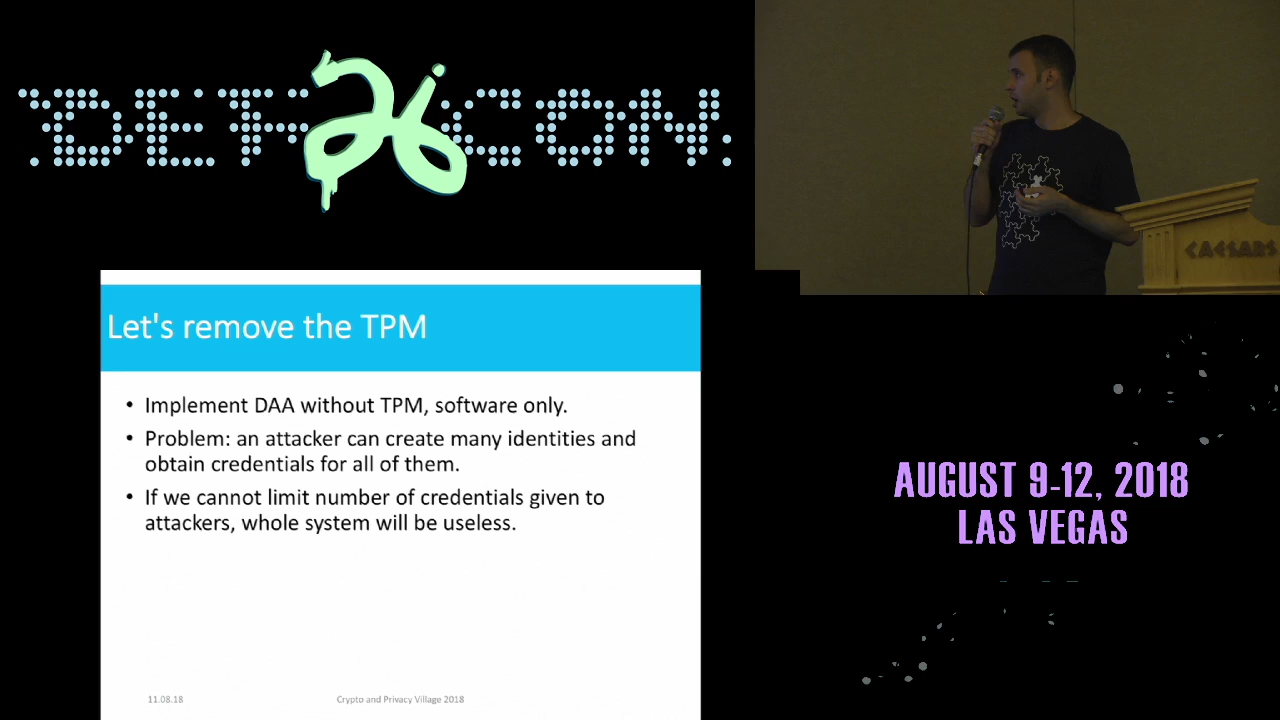 DEF CON 26
CAESARS
Let's remove the TPM
• Implement DAA without TPM, software only.
• Problem: an attacker can create many identities and
obtain credentials for all of them.
• If we cannot limit number of credentials given to
attackers, whole system will be useless.
AUGUST 9-12, 2018
LAS VEGAS
11.08.18
Crypto and Privacy Village 2018